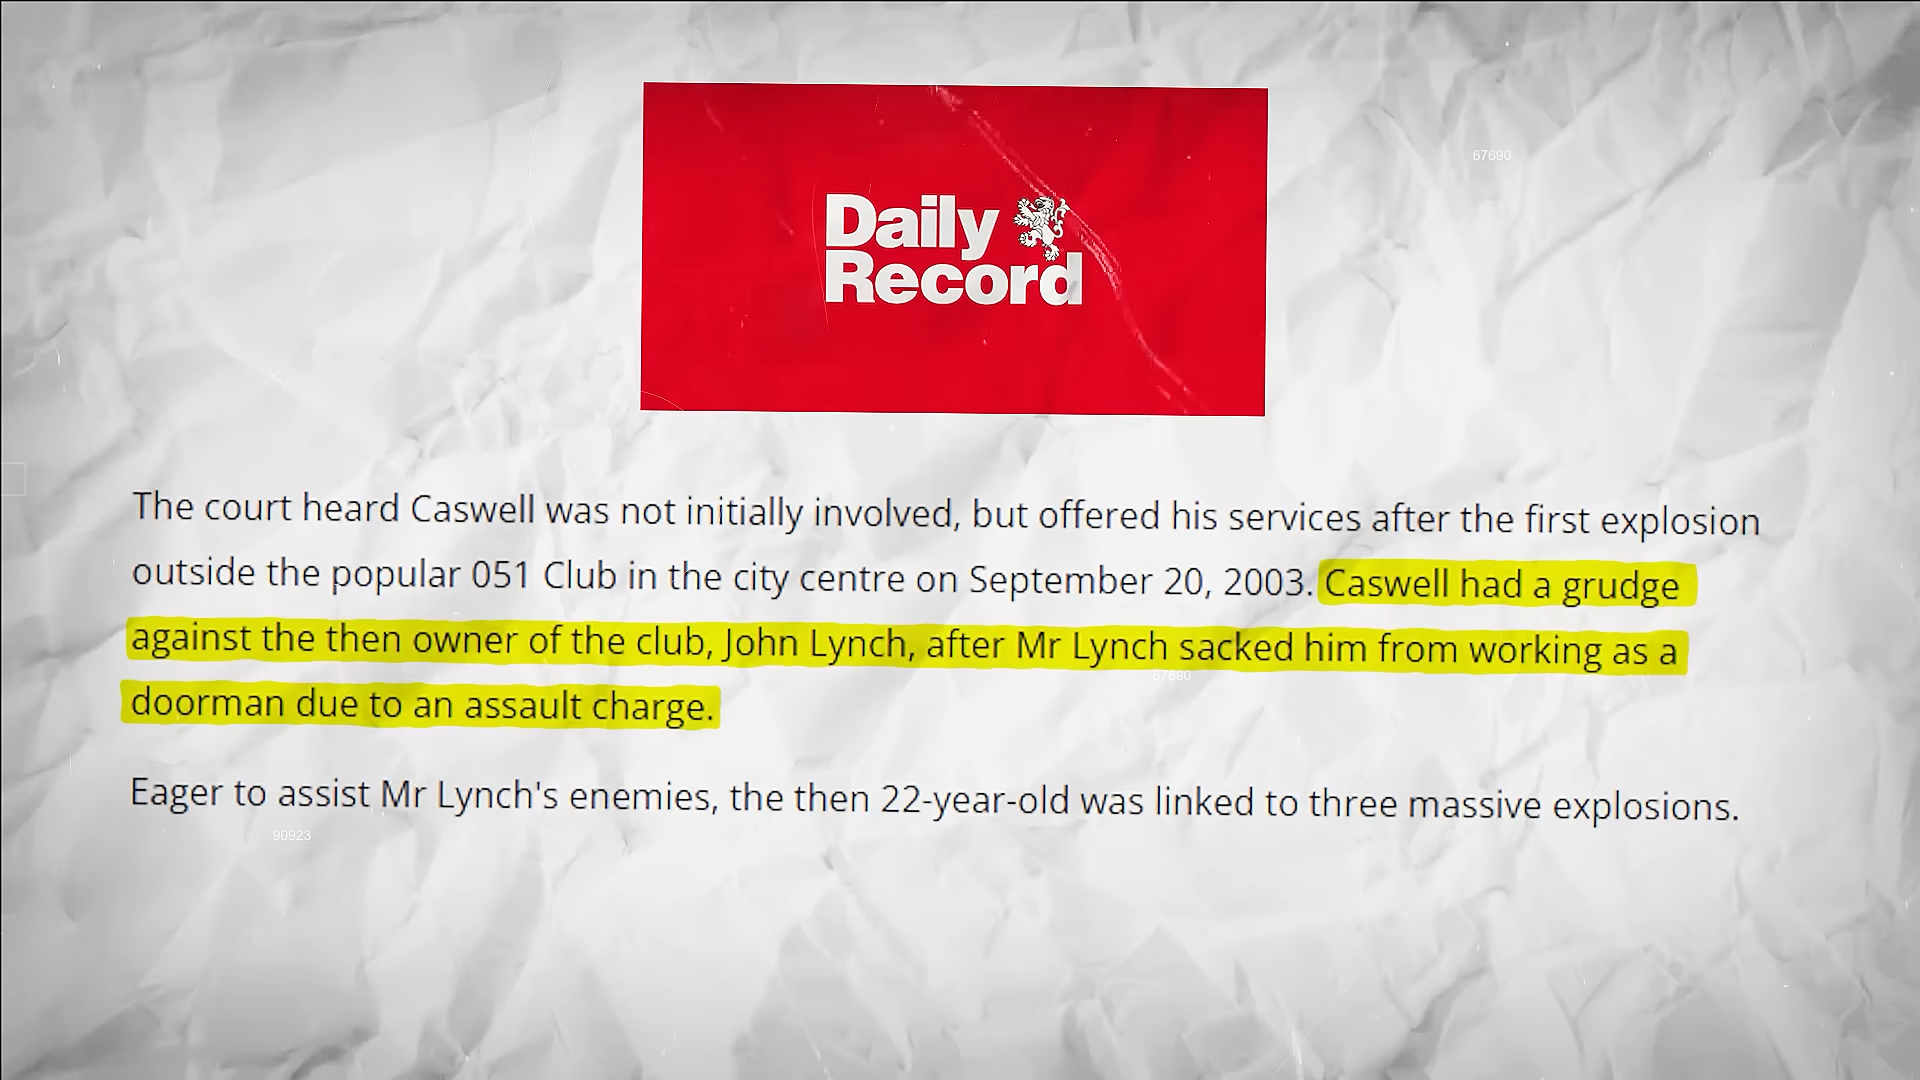 67690
Daily
Record
The court heard Caswell was not initially involved, but offered his services after the first explosion
outside the popular 051 Club in the city centre on September 20, 2003. Caswell had a grudge
against the then owner of the club, John Lynch, after Mr Lynch sacked him from working as a
doorman due to an assault charge.
67890
Eager to assist Mr Lynch's enemies, the then 22-year-old was linked to three massive explosions.
90923